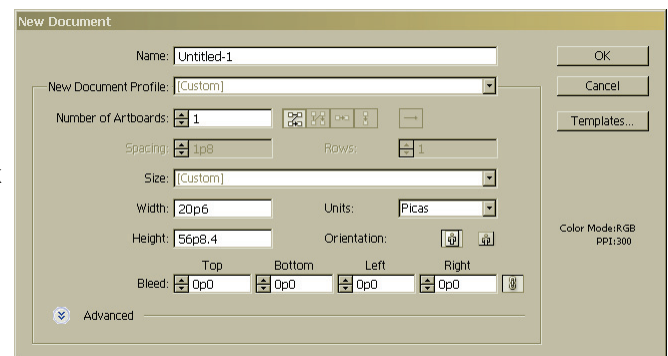 New Document
Name: Untitled-1
OK
New Document Profile: [Custom]
Cancel
Number of Artboards: 1
Templates...
Spacing: 1p8 Rows: 1
Size: [Custom]
Width: 20p6 Units: Picas
Color Mode:RGB
PPI:300
Height: 56p8.4 Orientation:
Top Bottom Left Right
Bleed: 0p0 0p0 0p0 0p0
Advanced